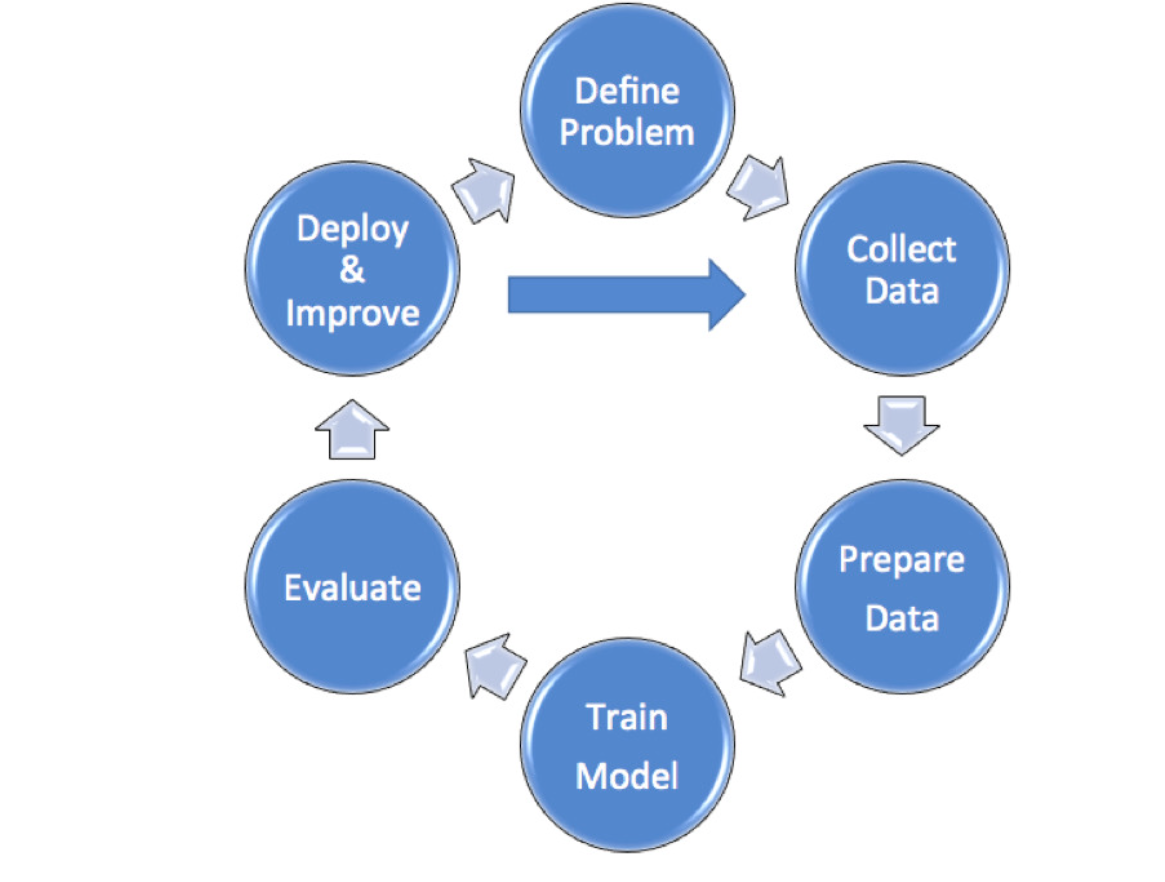 Define
Problem
Collect
Data
Prepare
Data
Train
Model
Evaluate
Deploy
&
Improve